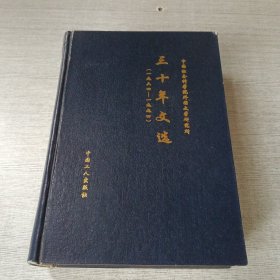 中国社会科学院外国文学研究所
三十年文选
(一九六四—一九九四)
中国工人出版社